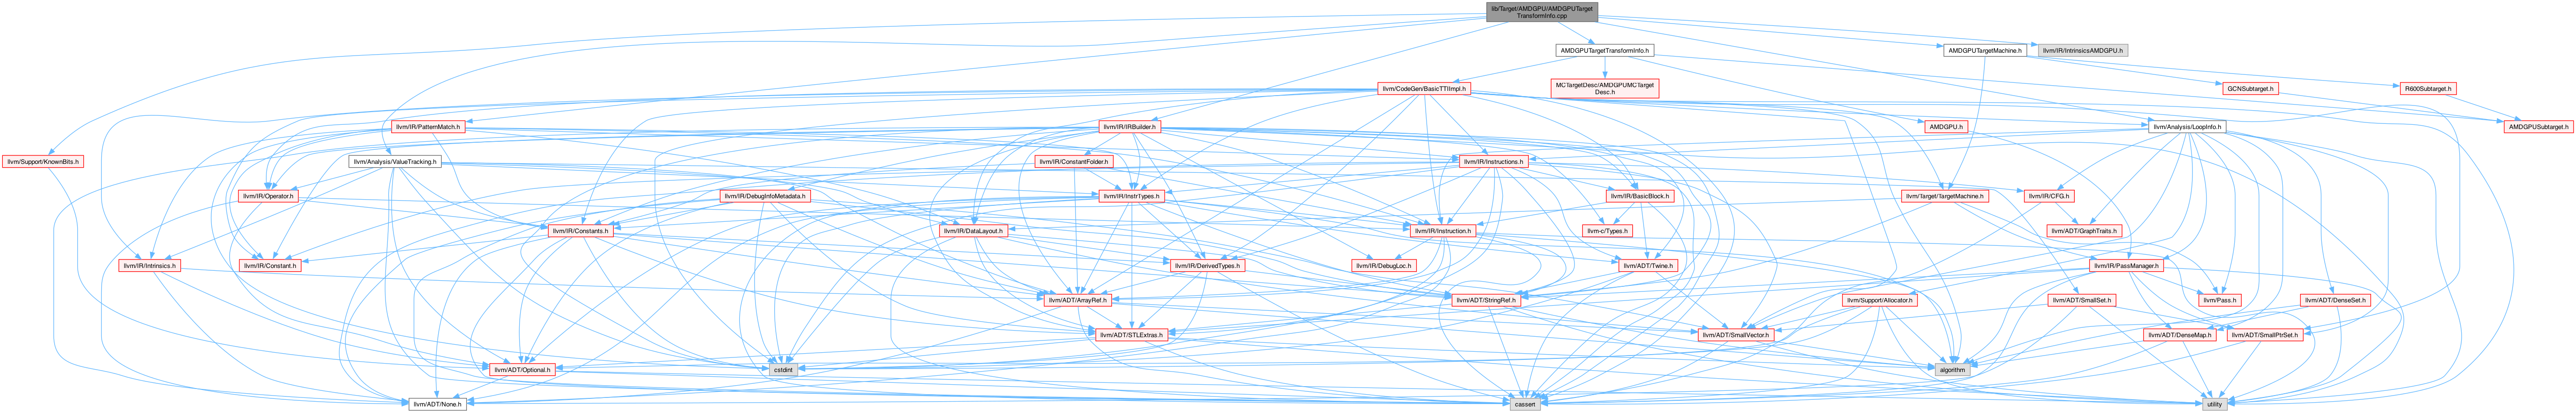 lib/Target/AMDGPU/AMDGPUTarget
TransformInfo.cpp
AMDGPUTargetTransformInfo.h
AMDGPUTargetMachine.h
llvm/IR/IntrinsicsAMDGPU.h
llvm/CodeGen/BasicTTIImpl.h
MCTargetDesc/AMDGPUMCTarget
Desc.h
GCNSubtarget.h
R600Subtarget.h
llvm/IR/PatternMatch.h
llvm/IR/IRBuilder.h
AMDGPU.h
llvm/Analysis/LoopInfo.h
AMDGPUSubtarget.h
llvm/Support/KnownBits.h
llvm/Analysis/ValueTracking.h
llvm/IR/ConstantFolder.h
llvm/IR/Instructions.h
llvm/IR/Operator.h
llvm/IR/DebugInfoMetadata.h
llvm/IR/InstrTypes.h
llvm/IR/BasicBlock.h
llvm/Target/TargetMachine.h
llvm/IR/CFG.h
llvm/IR/Constants.h
llvm/IR/DataLayout.h
llvm-c/Types.h
llvm/IR/Instruction.h
llvm/ADT/GraphTraits.h
llvm/IR/Intrinsics.h
llvm/IR/Constant.h
llvm/IR/DerivedTypes.h
llvm/IR/DebugLoc.h
llvm/ADT/Twine.h
llvm/IR/PassManager.h
llvm/ADT/ArrayRef.h
llvm/ADT/StringRef.h
llvm/Support/Allocator.h
llvm/ADT/SmallSet.h
llvm/Pass.h
llvm/ADT/DenseSet.h
llvm/ADT/STLExtras.h
llvm/ADT/SmallVector.h
llvm/ADT/DenseMap.h
llvm/ADT/SmallPtrSet.h
llvm/ADT/Optional.h
cstdint
algorithm
llvm/ADT/None.h
cassert
utility